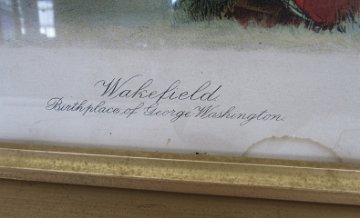 Wakefield.
Birthplace of George Washington.